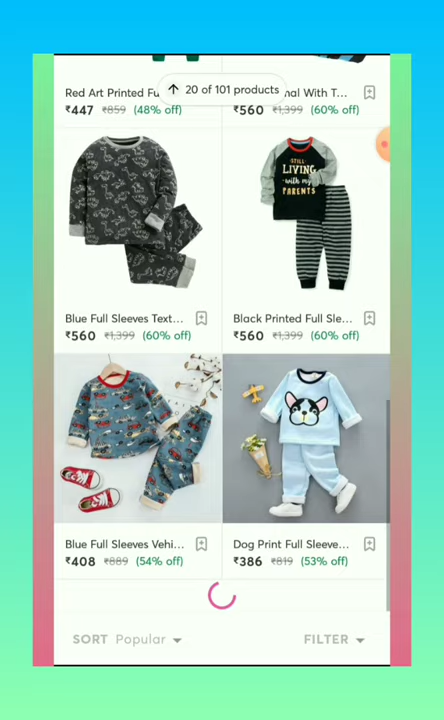 Red Art Printed Fu
↑ 20 of 101 products
nal With T...
₹447 ₹859 (48% off)
₹560 ₹1,399 (60% off)
STILL
LIVING
with my
PARENTS
Blue Full Sleeves Text...
Black Printed Full Sle...
₹560 ₹1,399 (60% off)
₹560 ₹1,399 (60% off)
Blue Full Sleeves Vehi...
Dog Print Full Sleeve...
₹408 ₹889 (54% off)
₹386 ₹819 (53% off)
SORT Popular
FILTER